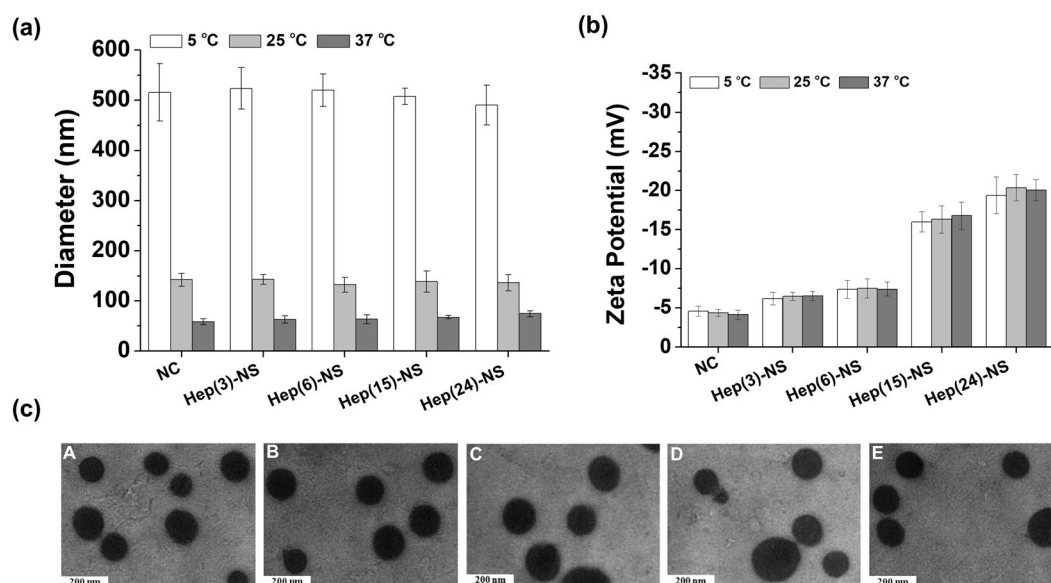 (a)
5 °C 25 °C 37 °C
600
500
400
300
200
100
0
Diameter (nm)
NC
Hep(3)-NS
Hep(6)-NS
Hep(15)-NS
Hep(24)-NS
(b)
5 °C 25 °C 37 °C
-35
-30
-25
-20
-15
-10
-5
0
Zeta Potential (mV)
NC
Hep(3)-NS
Hep(6)-NS
Hep(15)-NS
Hep(24)-NS
(c)
A
200 nm
B
200 nm
C
200 nm
D
200 nm
E
200 nm